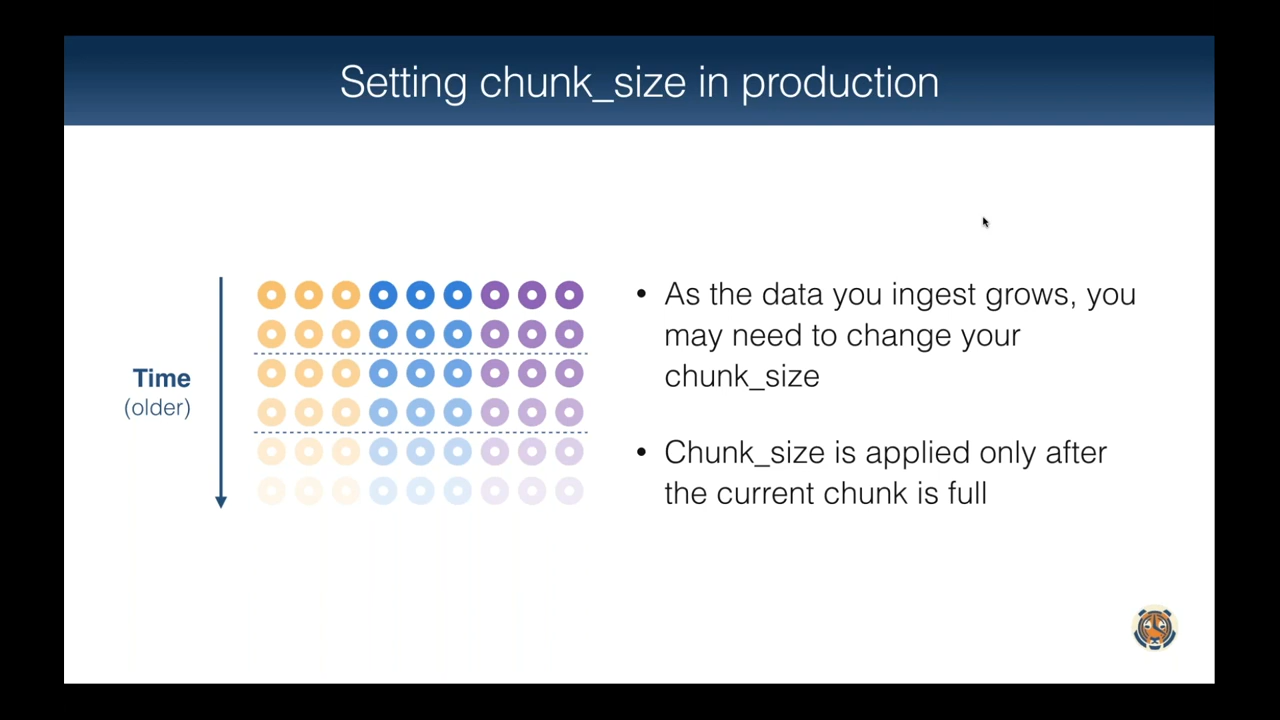 Setting chunk_size in production
Time
(older)
• As the data you ingest grows, you
may need to change your
chunk_size
• Chunk_size is applied only after
the current chunk is full